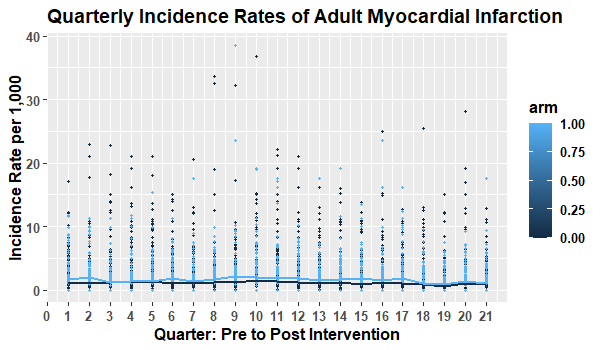 Quarterly Incidence Rates of Adult Myocardial Infarction
Incidence Rate per 1,000
40
30
20
10
0
0 1 2 3 4 5 6 7 8 9 10 11 12 13 14 15 16 17 18 19 20 21
Quarter: Pre to Post Intervention
arm
1.00
0.75
0.50
0.25
0.00